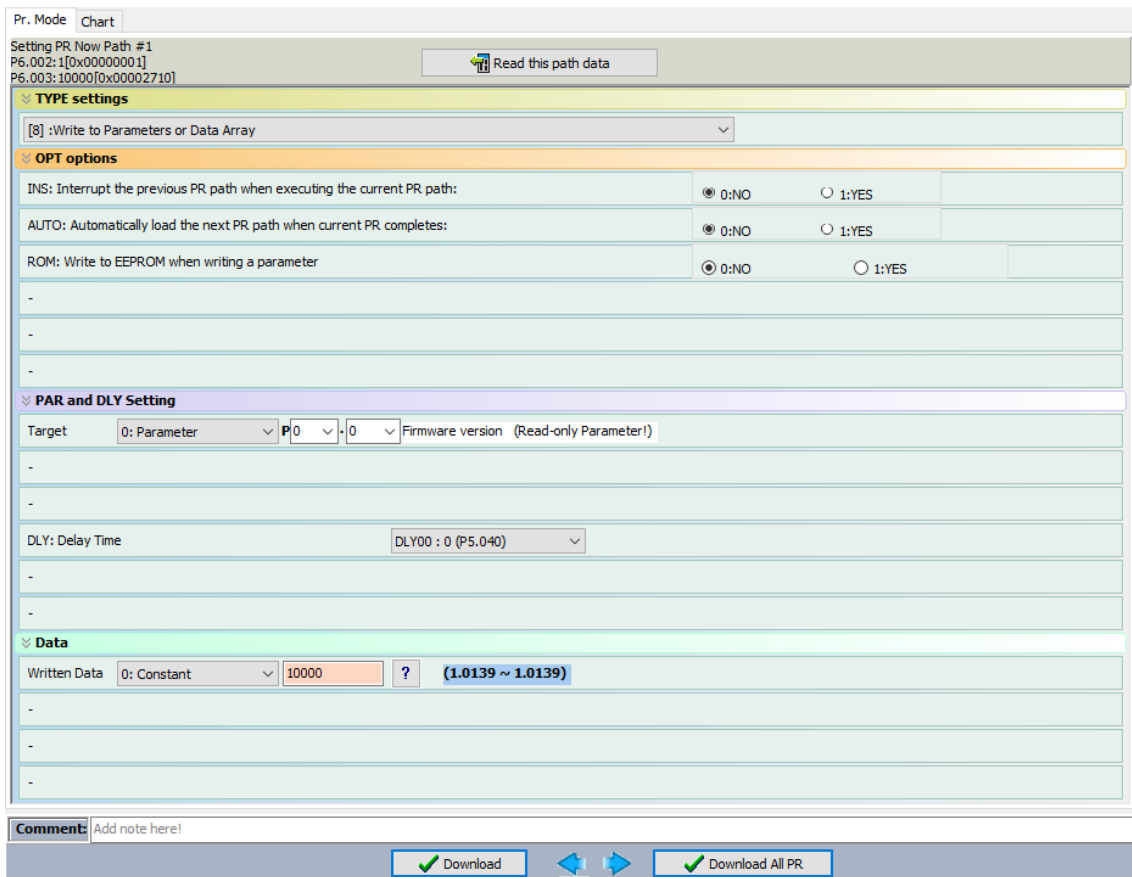 Pr. Mode Chart
Setting PR Now Path #1
P6.002:1[0x00000001]
P6.003:10000[0x00002710]
Read this path data
TYPE settings
[8] :Write to Parameters or Data Array
OPT options
INS: Interrupt the previous PR path when executing the current PR path: 0:NO 1:YES
AUTO: Automatically load the next PR path when current PR completes: 0:NO 1:YES
ROM: Write to EEPROM when writing a parameter 0:NO 1:YES
-
-
-
PAR and DLY Setting
Target 0: Parameter P 0 . 0 Firmware version (Read-only Parameter!)
-
-
DLY: Delay Time DLY00 : 0 (P5.040)
-
-
Data
Written Data 0: Constant 10000 ? (1.0139 ~ 1.0139)
-
-
-
Comment: Add note here!
Download Download All PR